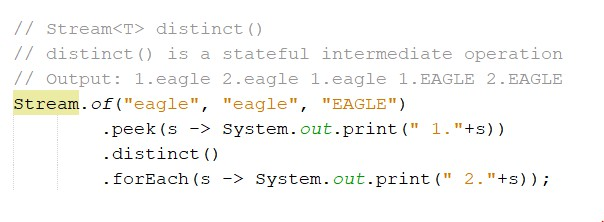 // Stream<T> distinct()
// distinct() is a stateful intermediate operation
// Output: 1.eagle 2.eagle 1.eagle 1.EAGLE 2.EAGLE
Stream.of("eagle", "eagle", "EAGLE")
.peek(s -> System.out.print(" 1."+s))
.distinct()
.forEach(s -> System.out.print(" 2."+s));